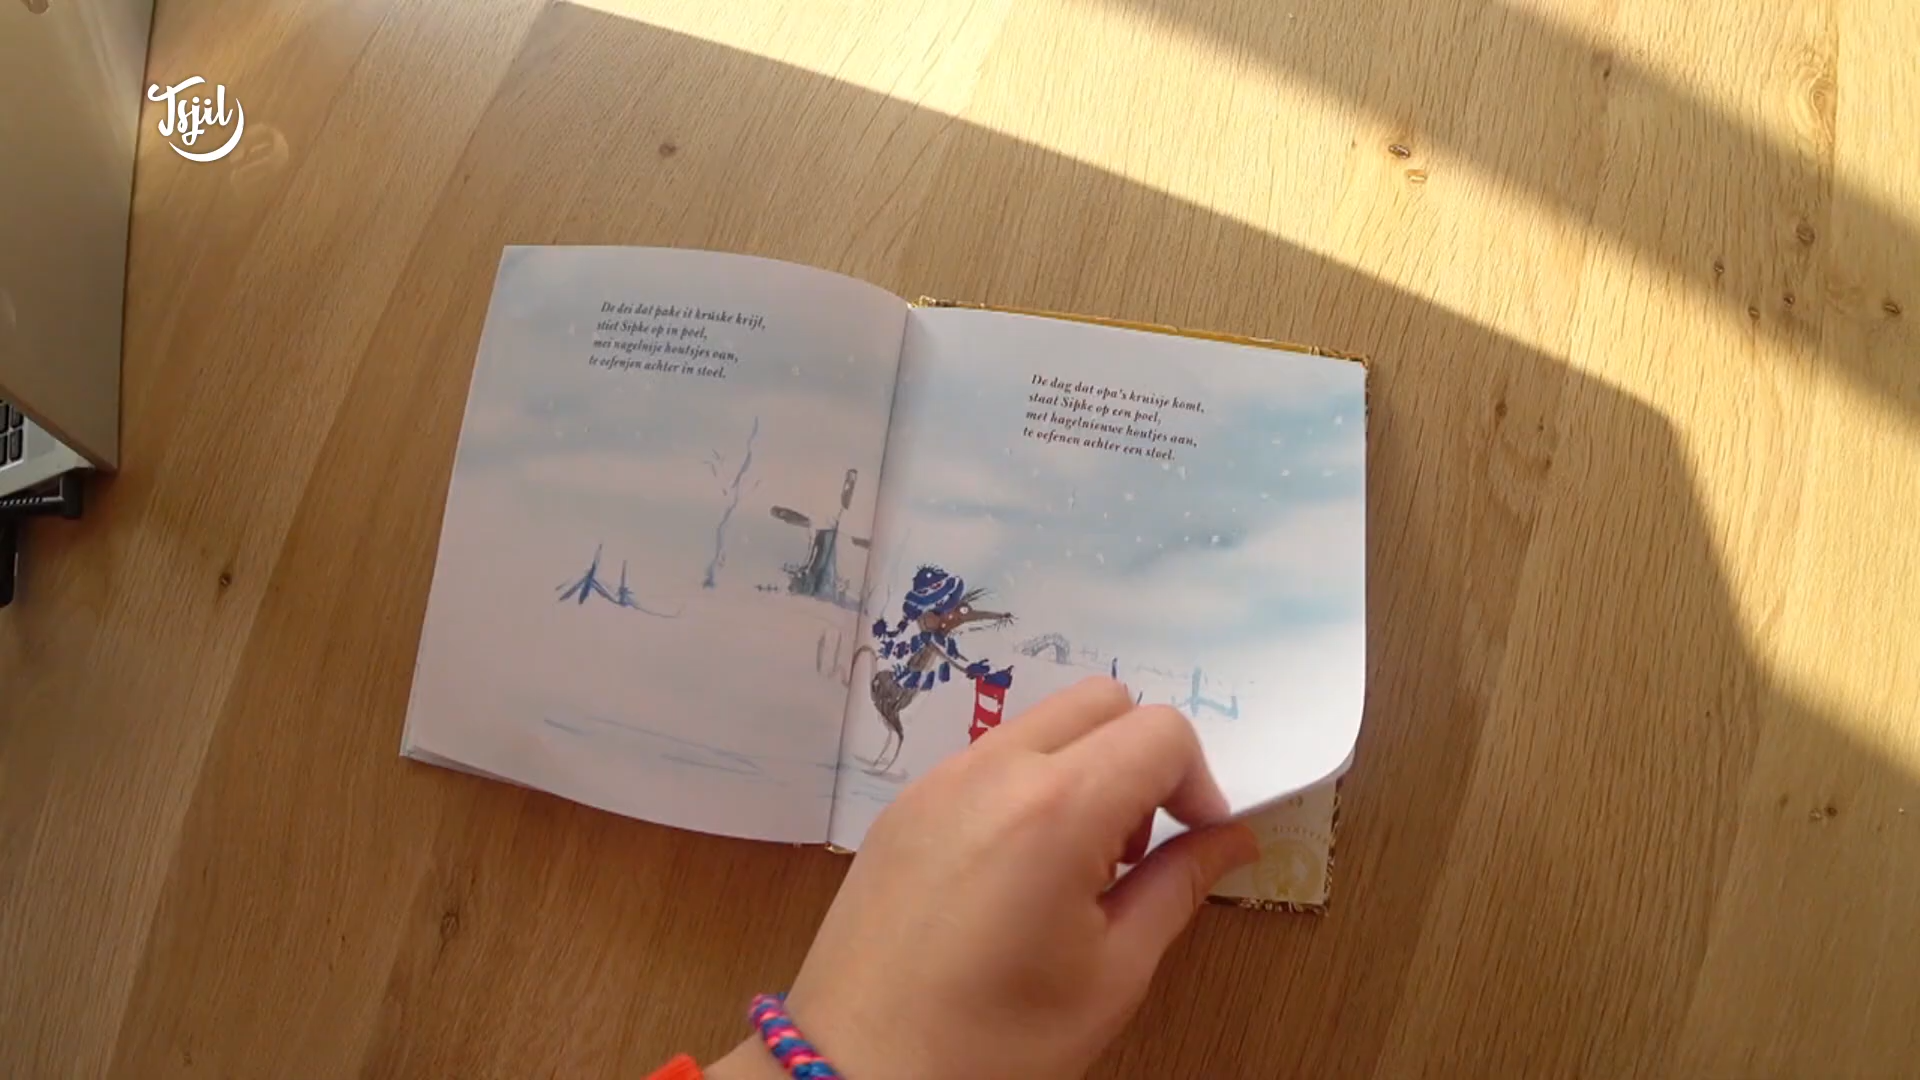 Tsjil
De dei dat pake it krúske krijt,
stiet Sipke op in poel,
mei nagelnije houtsjes oan,
te oefenjen achter in stoel.
De dag dat opa's kruisje komt,
staat Sipke op een poel,
met nagelnieuwe houtjes aan,
te oefenen achter een stoel.